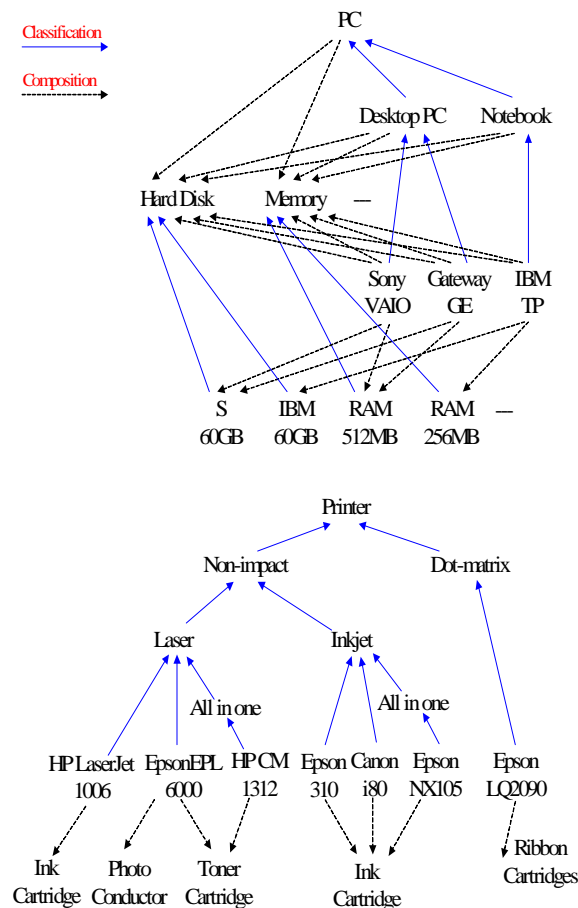 PC
Classification
Composition
Desktop PC Notebook
Hard Disk Memory ---
Sony Gateway IBM
VAIO GE TP
S IBM RAM RAM ---
60GB 60GB 512MB 256MB
Printer
Non-impact Dot-matrix
Laser Inkjet
All in one All in one
HP LaserJet EpsonEPL HP CM Epson Canon Epson Epson
1006 6000 1312 310 i80 NX105 LQ2090
Ink Photo Toner Ink Ribbon
Cartridge Conductor Cartridge Cartridge Cartridges